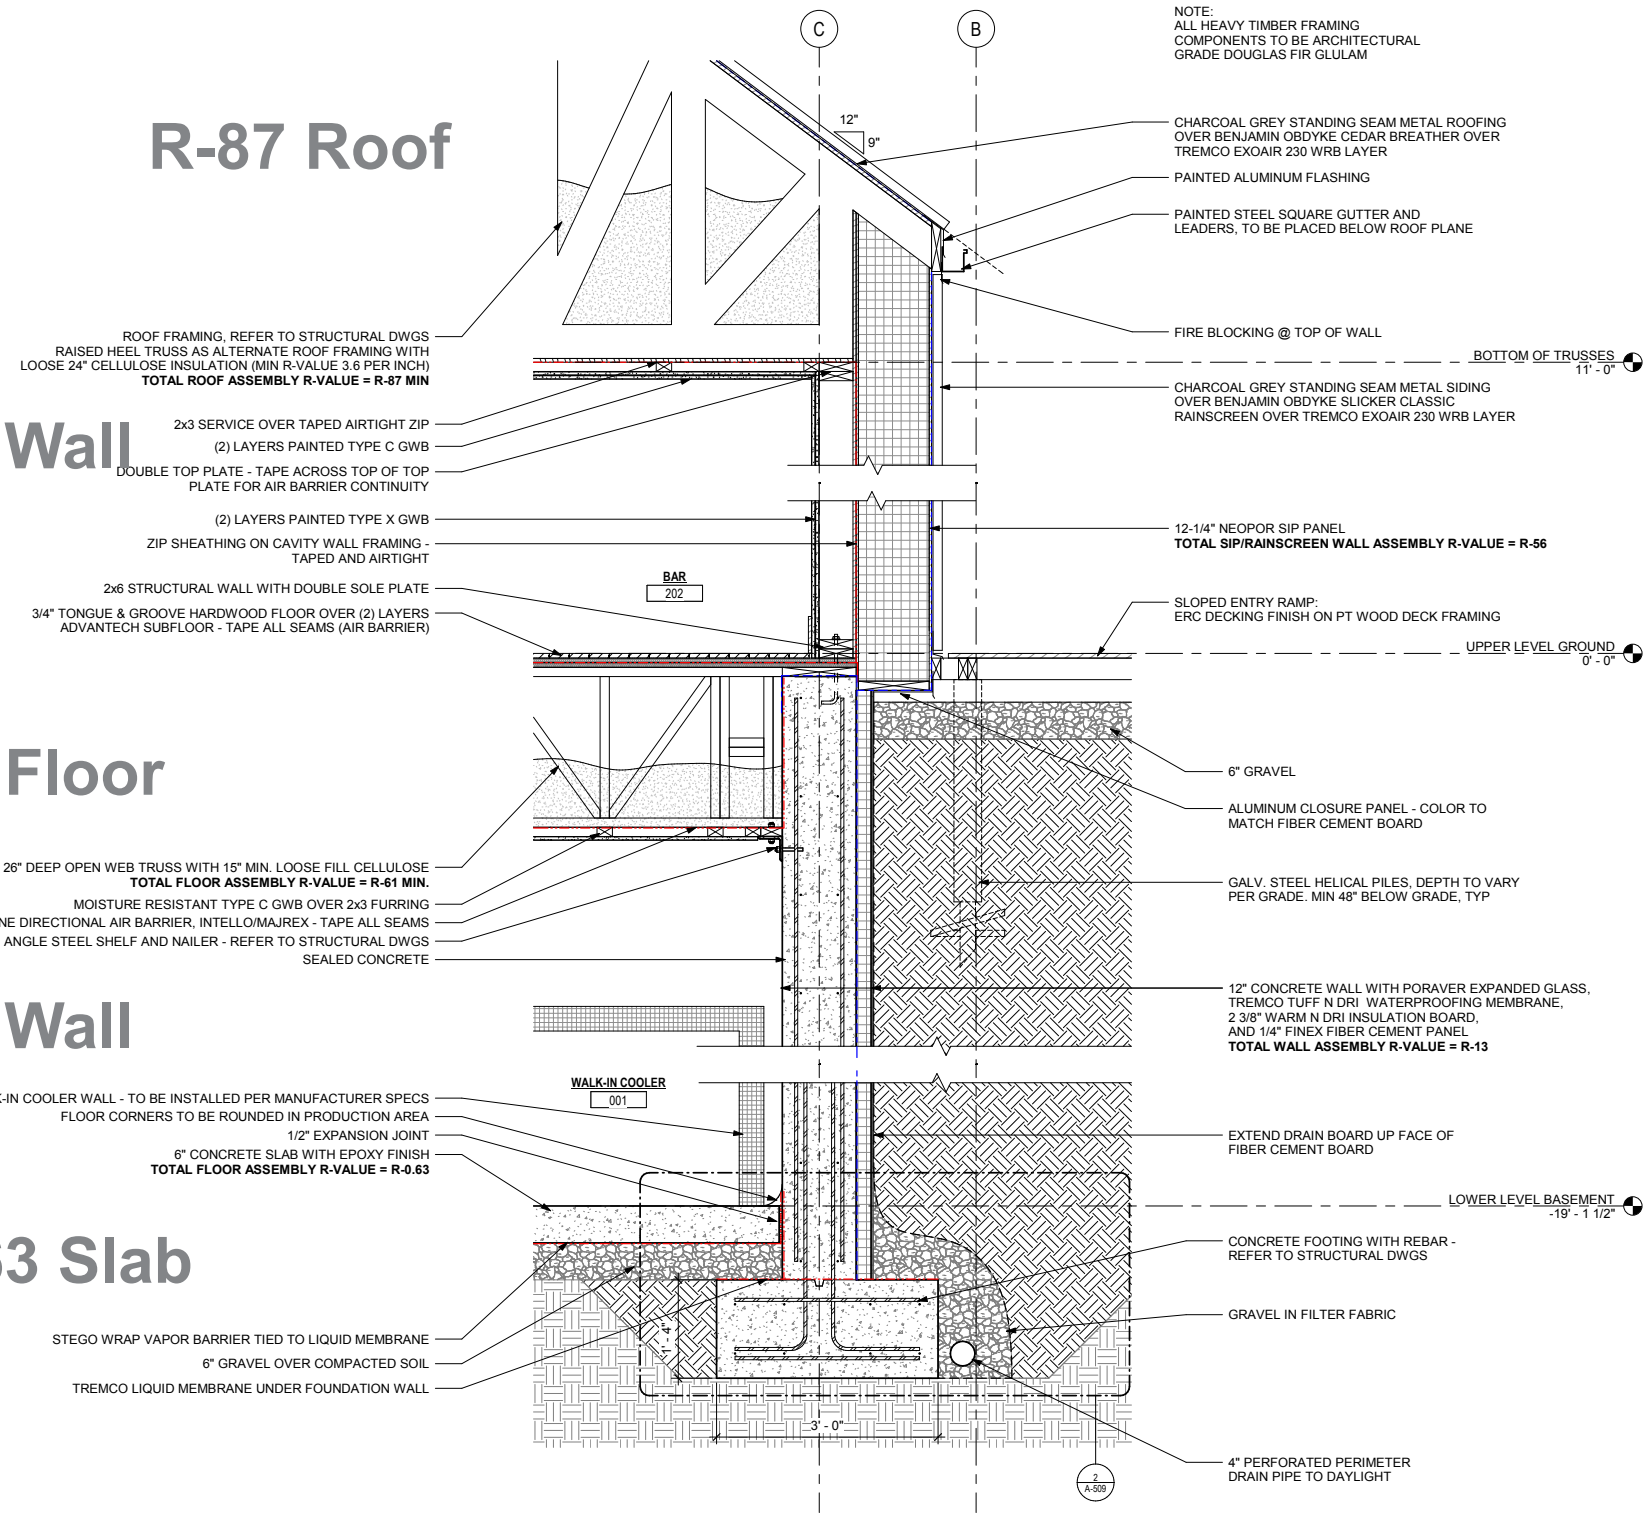 C
B
NOTE:
ALL HEAVY TIMBER FRAMING
COMPONENTS TO BE ARCHITECTURAL
GRADE DOUGLAS FIR GLULAM
R-87 Roof
12"
9"
CHARCOAL GREY STANDING SEAM METAL ROOFING
OVER BENJAMIN OBDYKE CEDAR BREATHER OVER
TREMCO EXOAIR 230 WRB LAYER
PAINTED ALUMINUM FLASHING
PAINTED STEEL SQUARE GUTTER AND
LEADERS, TO BE PLACED BELOW ROOF PLANE
FIRE BLOCKING @ TOP OF WALL
BOTTOM OF TRUSSES
11' - 0"
CHARCOAL GREY STANDING SEAM METAL SIDING
OVER BENJAMIN OBDYKE SLICKER CLASSIC
RAINSCREEN OVER TREMCO EXOAIR 230 WRB LAYER
ROOF FRAMING, REFER TO STRUCTURAL DWGS
RAISED HEEL TRUSS AS ALTERNATE ROOF FRAMING WITH
LOOSE 24" CELLULOSE INSULATION (MIN R-VALUE 3.6 PER INCH)
TOTAL ROOF ASSEMBLY R-VALUE = R-87 MIN
Wall
2x3 SERVICE OVER TAPED AIRTIGHT ZIP
(2) LAYERS PAINTED TYPE C GWB
DOUBLE TOP PLATE - TAPE ACROSS TOP OF TOP
PLATE FOR AIR BARRIER CONTINUITY
(2) LAYERS PAINTED TYPE X GWB
ZIP SHEATHING ON CAVITY WALL FRAMING -
TAPED AND AIRTIGHT
2x6 STRUCTURAL WALL WITH DOUBLE SOLE PLATE
3/4" TONGUE & GROOVE HARDWOOD FLOOR OVER (2) LAYERS
ADVANTECH SUBFLOOR - TAPE ALL SEAMS (AIR BARRIER)
BAR
202
12-1/4" NEOPOR SIP PANEL
TOTAL SIP/RAINSCREEN WALL ASSEMBLY R-VALUE = R-56
SLOPED ENTRY RAMP:
ERC DECKING FINISH ON PT WOOD DECK FRAMING
UPPER LEVEL GROUND
0' - 0"
Floor
26" DEEP OPEN WEB TRUSS WITH 15" MIN. LOOSE FILL CELLULOSE
TOTAL FLOOR ASSEMBLY R-VALUE = R-61 MIN.
MOISTURE RESISTANT TYPE C GWB OVER 2x3 FURRING
NE DIRECTIONAL AIR BARRIER, INTELLO/MAJREX - TAPE ALL SEAMS
ANGLE STEEL SHELF AND NAILER - REFER TO STRUCTURAL DWGS
SEALED CONCRETE
6" GRAVEL
ALUMINUM CLOSURE PANEL - COLOR TO
MATCH FIBER CEMENT BOARD
GALV. STEEL HELICAL PILES, DEPTH TO VARY
PER GRADE. MIN 48" BELOW GRADE, TYP
12" CONCRETE WALL WITH PORAVER EXPANDED GLASS,
TREMCO TUFF N DRI WATERPROOFING MEMBRANE,
2 3/8" WARM N DRI INSULATION BOARD,
AND 1/4" FINEX FIBER CEMENT PANEL
TOTAL WALL ASSEMBLY R-VALUE = R-13
Wall
WALK-IN COOLER
001
-IN COOLER WALL - TO BE INSTALLED PER MANUFACTURER SPECS
FLOOR CORNERS TO BE ROUNDED IN PRODUCTION AREA
1/2" EXPANSION JOINT
6" CONCRETE SLAB WITH EPOXY FINISH
TOTAL FLOOR ASSEMBLY R-VALUE = R-0.63
EXTEND DRAIN BOARD UP FACE OF
FIBER CEMENT BOARD
LOWER LEVEL BASEMENT
-19' - 1 1/2"
3 Slab
CONCRETE FOOTING WITH REBAR -
REFER TO STRUCTURAL DWGS
GRAVEL IN FILTER FABRIC
STEGO WRAP VAPOR BARRIER TIED TO LIQUID MEMBRANE
6" GRAVEL OVER COMPACTED SOIL
TREMCO LIQUID MEMBRANE UNDER FOUNDATION WALL
1' - 4"
3' - 0"
4" PERFORATED PERIMETER
DRAIN PIPE TO DAYLIGHT
2
A-509